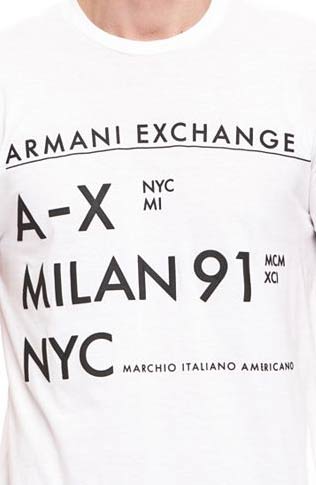 ARMANI EXCHANGE
A-X NYC
MI
MILAN 91 MCM
XCI
NYC MARCHIO ITALIANO AMERICANO